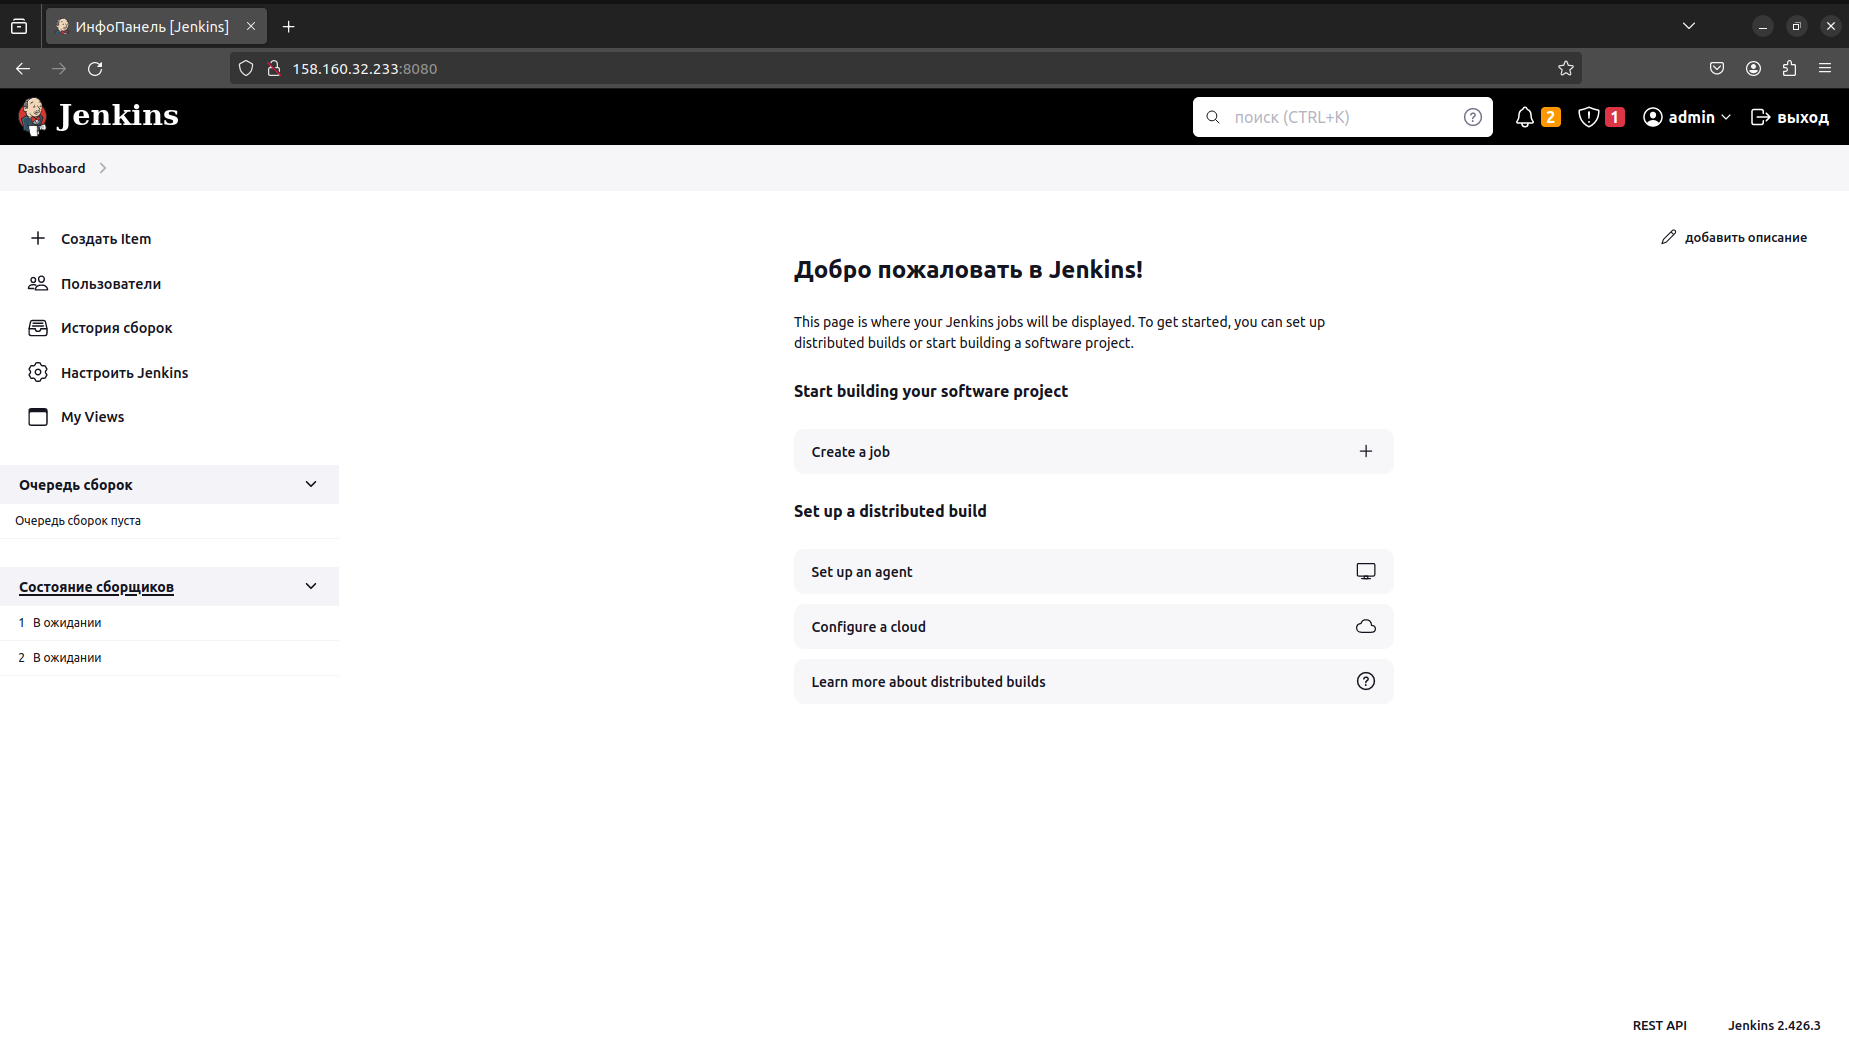 ИнфоПанель [Jenkins]
158.160.32.233:8080
Jenkins
поиск (CTRL+K)
2
1
admin
выход
Dashboard
Создать Item
Пользователи
История сборок
Настроить Jenkins
My Views
Очередь сборок
Очередь сборок пуста
Состояние сборщиков
1 В ожидании
2 В ожидании
добавить описание
Добро пожаловать в Jenkins!
This page is where your Jenkins jobs will be displayed. To get started, you can set up
distributed builds or start building a software project.
Start building your software project
Create a job
Set up a distributed build
Set up an agent
Configure a cloud
Learn more about distributed builds
REST API
Jenkins 2.426.3